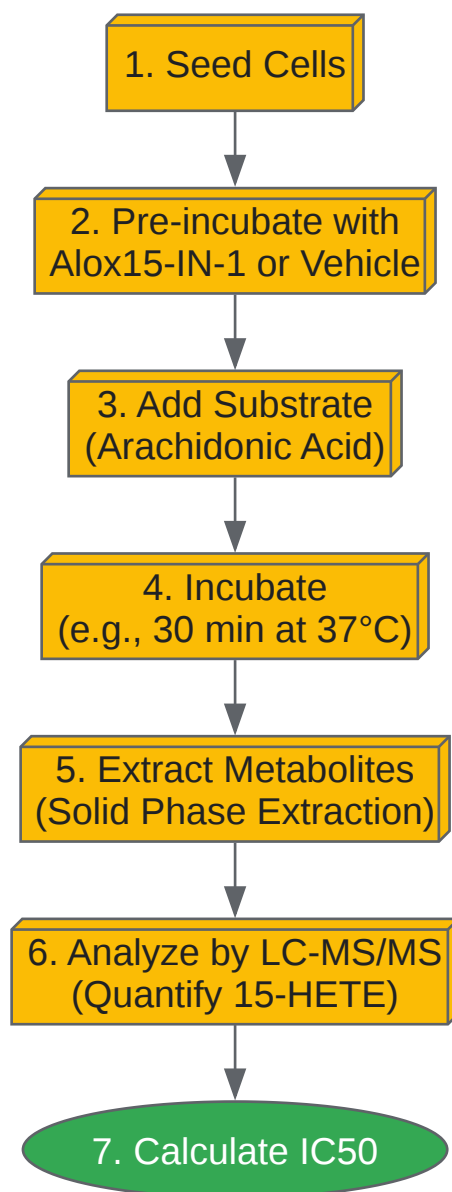 1. Seed Cells
2. Pre-incubate with
Alox15-IN-1 or Vehicle
3. Add Substrate
(Arachidonic Acid)
4. Incubate
(e.g., 30 min at 37°C)
5. Extract Metabolites
(Solid Phase Extraction)
6. Analyze by LC-MS/MS
(Quantify 15-HETE)
7. Calculate IC50